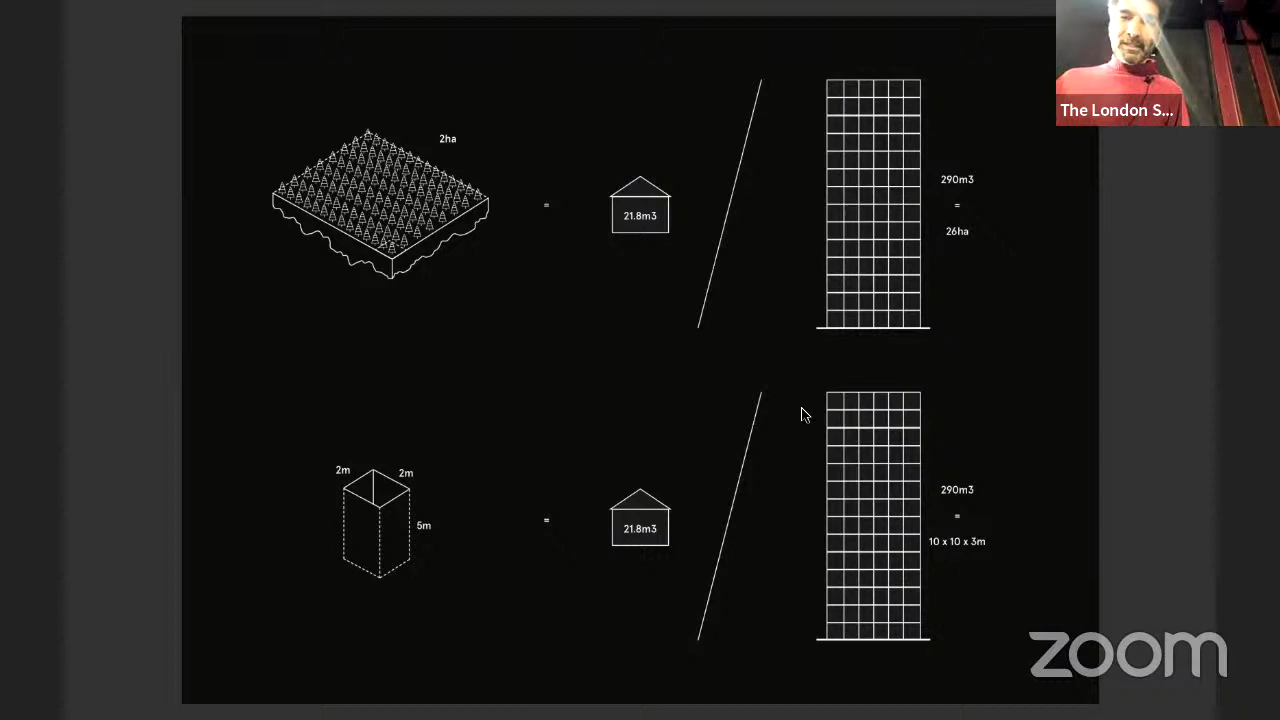 The London S...
2ha
=
21.8m3
290m3
=
26ha
2m
2m
5m
=
21.8m3
290m3
=
10 x 10 x 3m
zoom